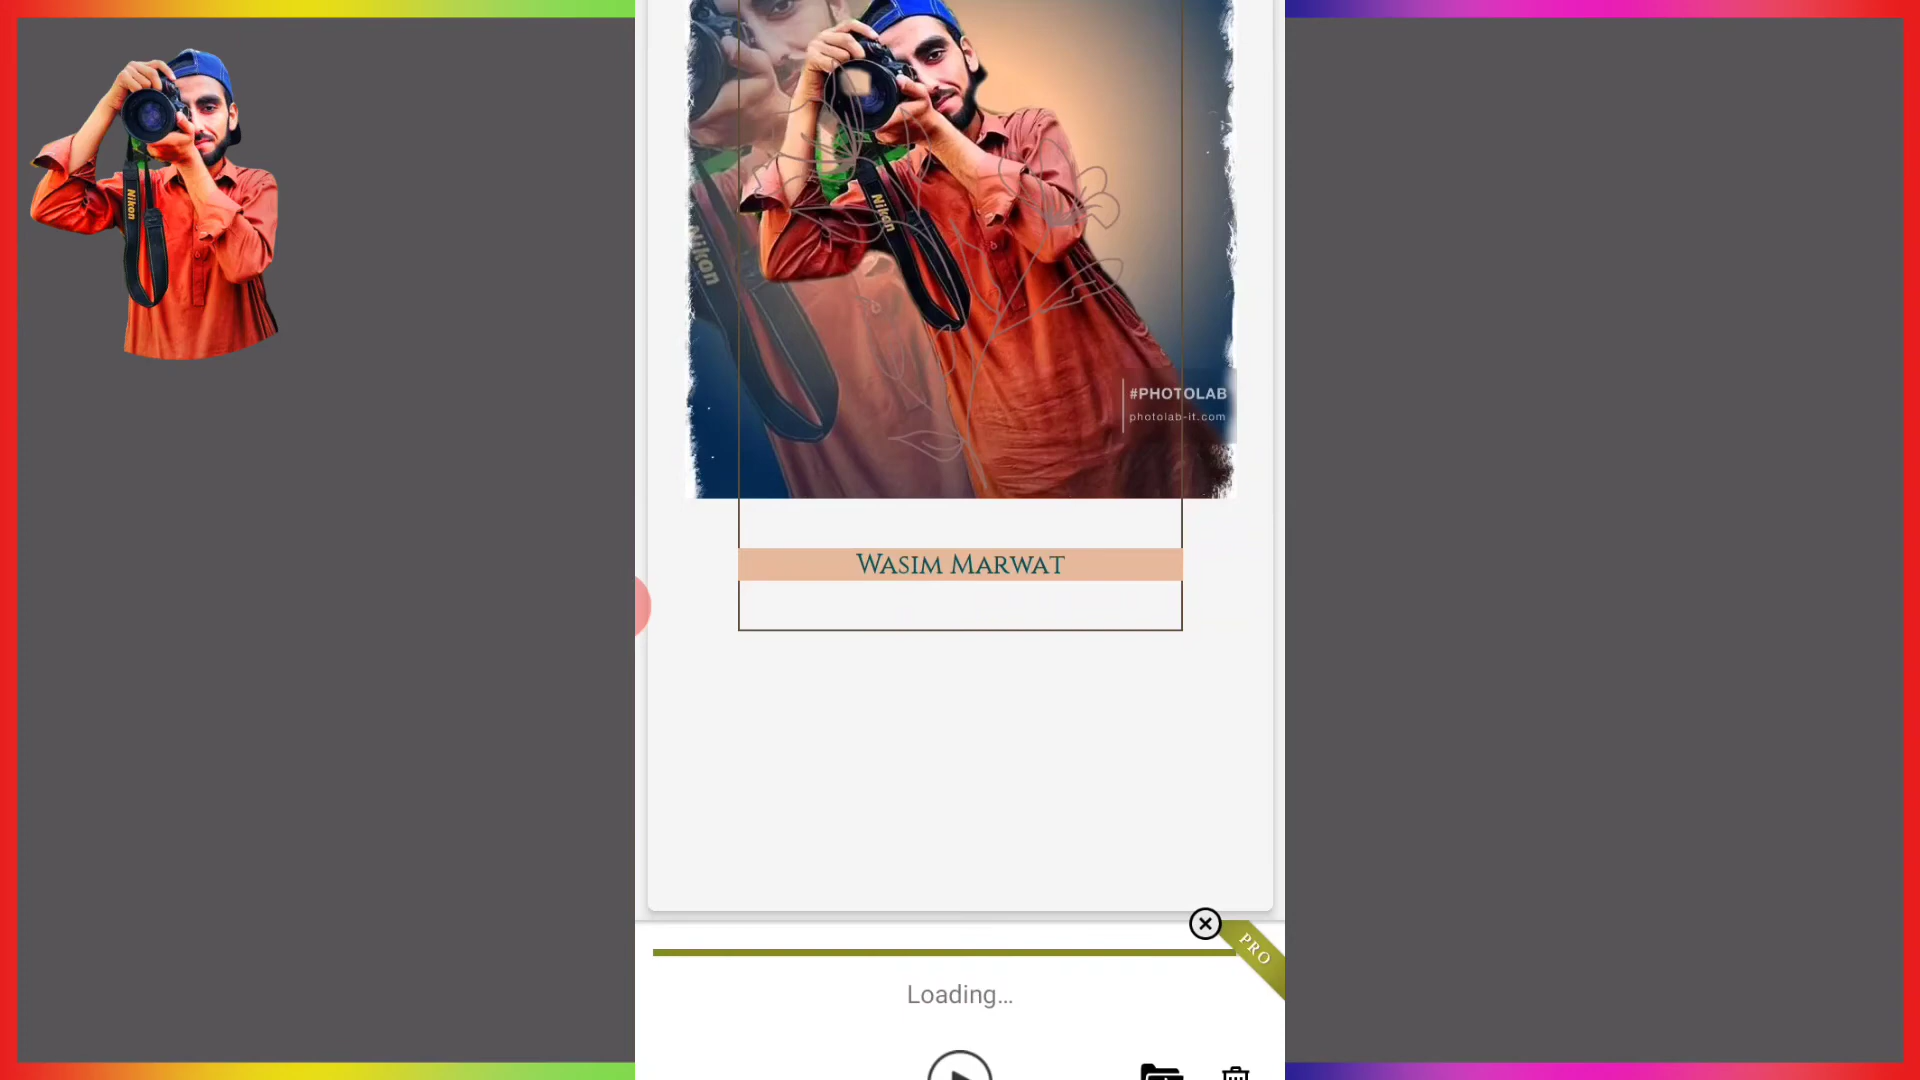 Nikon
Nikon
Nikon
#PHOTOLAB
photolab-it.com
Wasim Marwat
PRO
Loading...